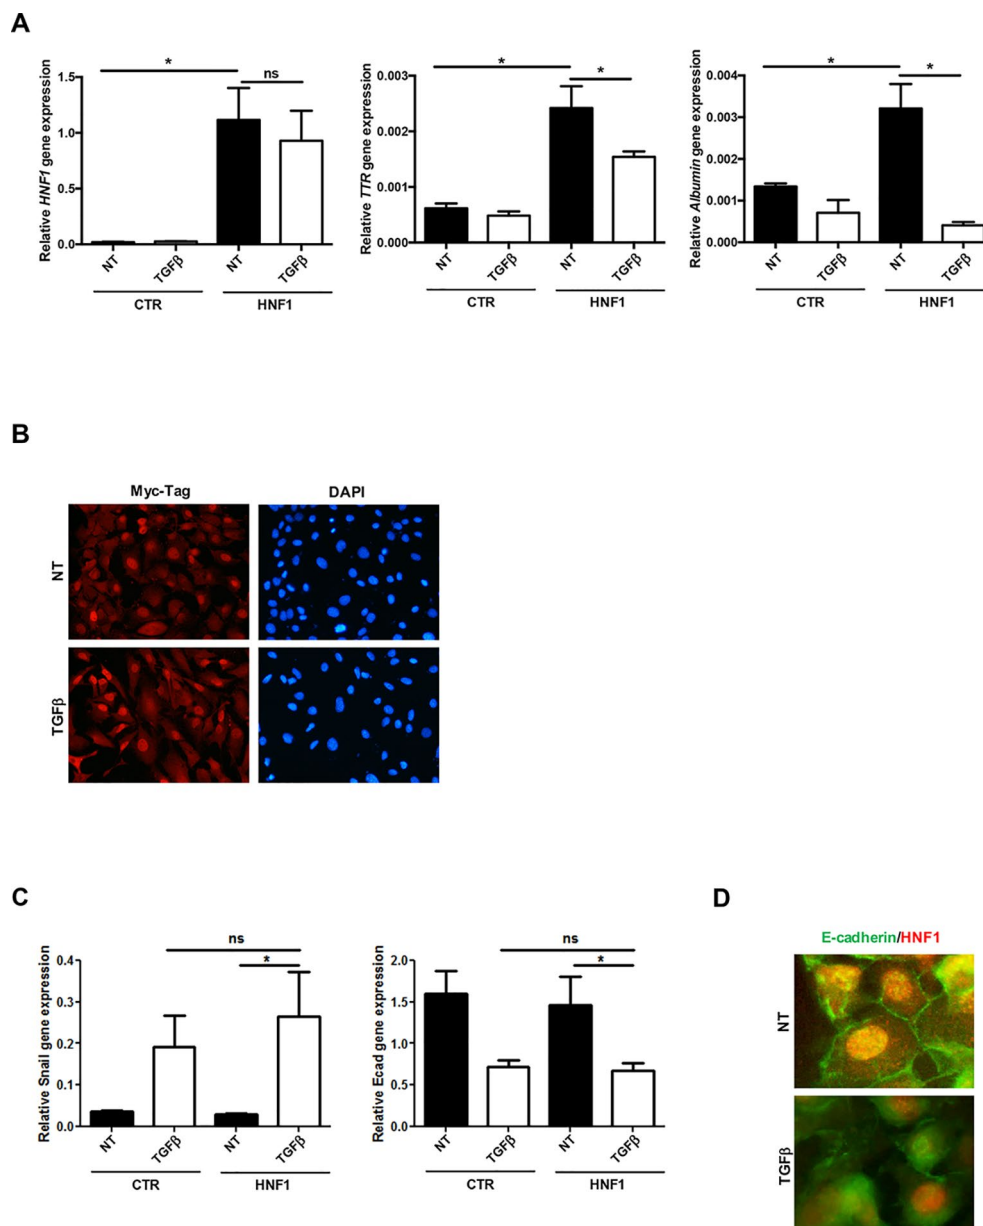 A
Relative HNF1 gene expression
1.5
1.0
0.5
0.0
*
ns
NT
TGFβ
NT
TGFβ
CTR
HNF1
Relative TTR gene expression
0.003
0.002
0.001
0.000
*
*
NT
TGFβ
NT
TGFβ
CTR
HNF1
Relative Albumin gene expression
0.004
0.003
0.002
0.001
0.000
*
*
NT
TGFβ
NT
TGFβ
CTR
HNF1
B
Myc-Tag
DAPI
NT
TGFβ
C
Relative Snail gene expression
0.4
0.3
0.2
0.1
0.0
ns
*
NT
TGFβ
NT
TGFβ
CTR
HNF1
Relative Ecad gene expression
2.0
1.5
1.0
0.5
0.0
ns
*
NT
TGFβ
NT
TGFβ
CTR
HNF1
D
E-cadherin/HNF1
NT
TGFβ